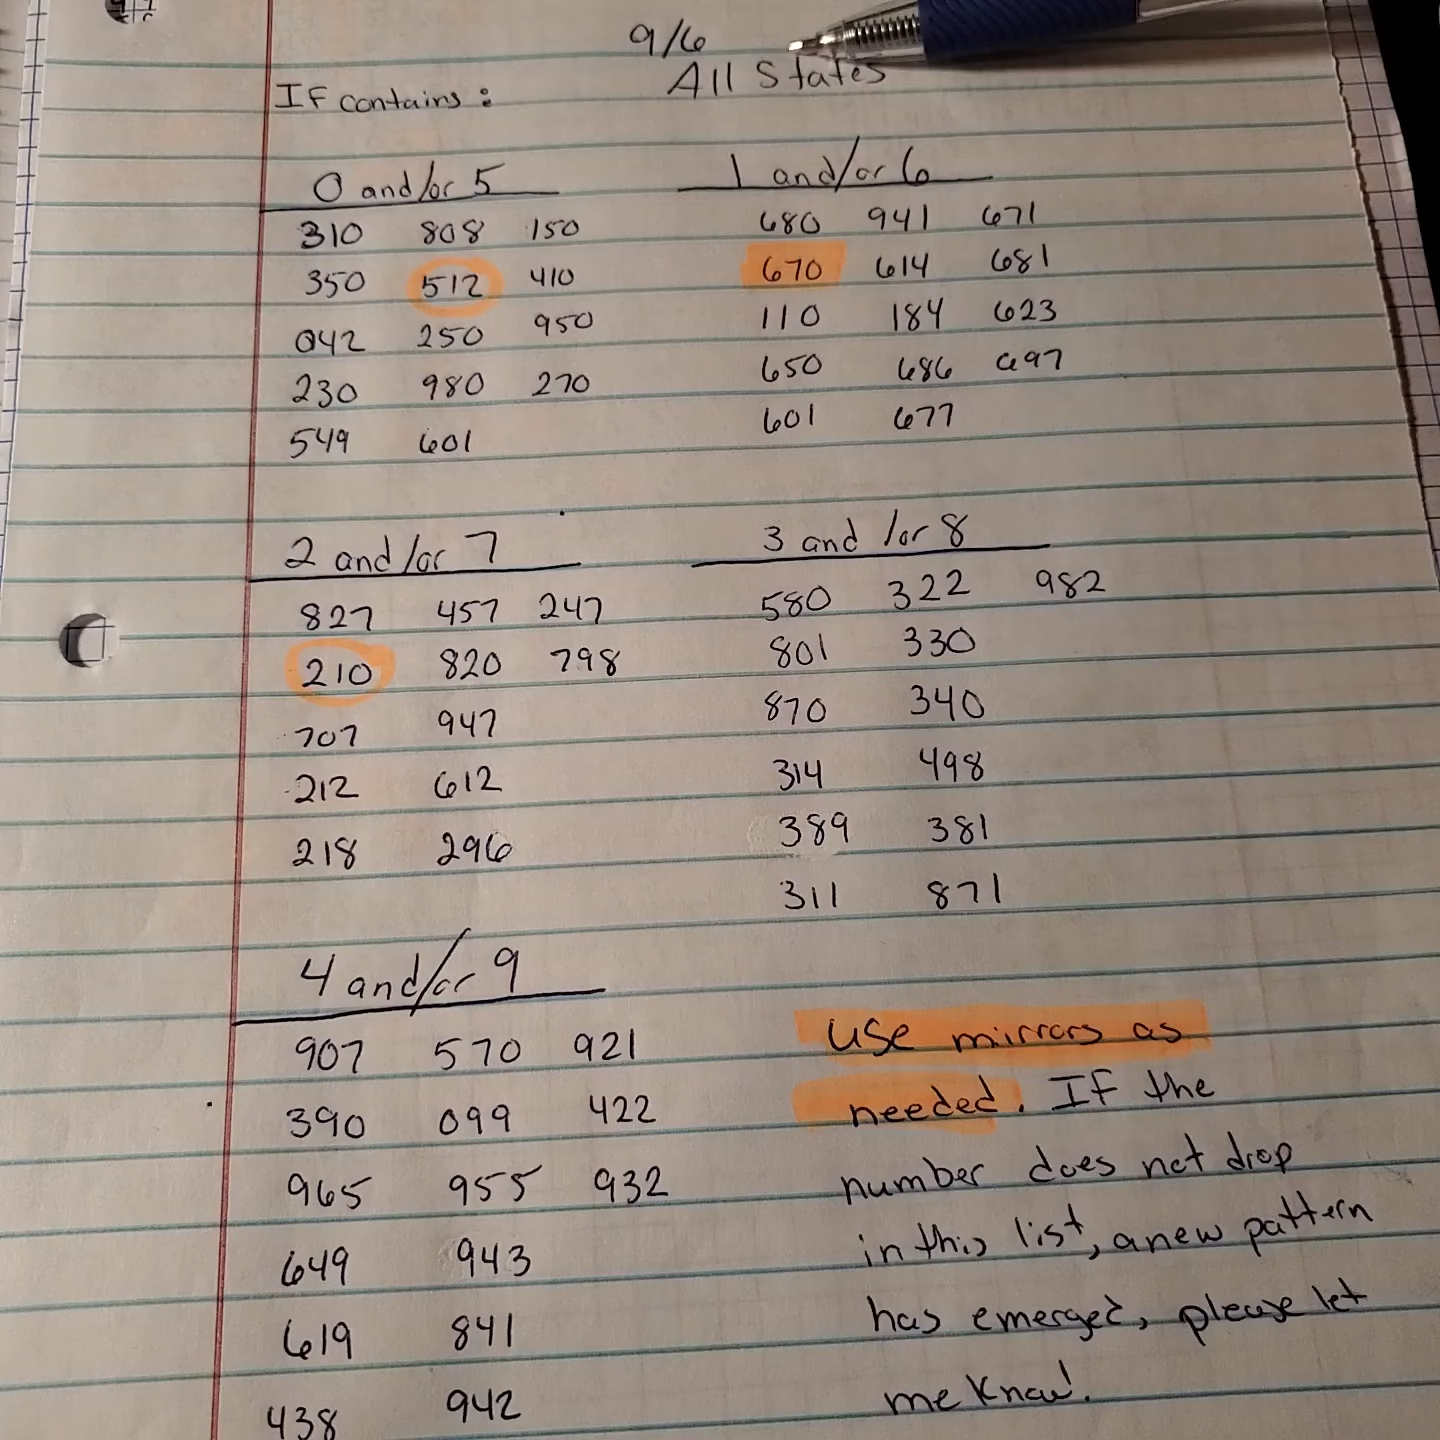 9/6
All States
IF contains:
0 and/or 5
310 808 150
350 512 410
042 250 950
230 980 270
549 601
1 and/or 6
680 941 671
670 614 681
110 184 623
650 686 697
601 677
2 and/or 7
827 457 247
210 820 798
707 947
212 612
218 296
3 and/or 8
580 322 982
801 330
870 340
314 498
389 381
311 871
4 and/or 9
907 570 921
390 099 422
965 955 932
649 943
619 841
438 942
use mirrors as
needed. IF the
number does not drop
in this list, a new pattern
has emerged, please let
me know!